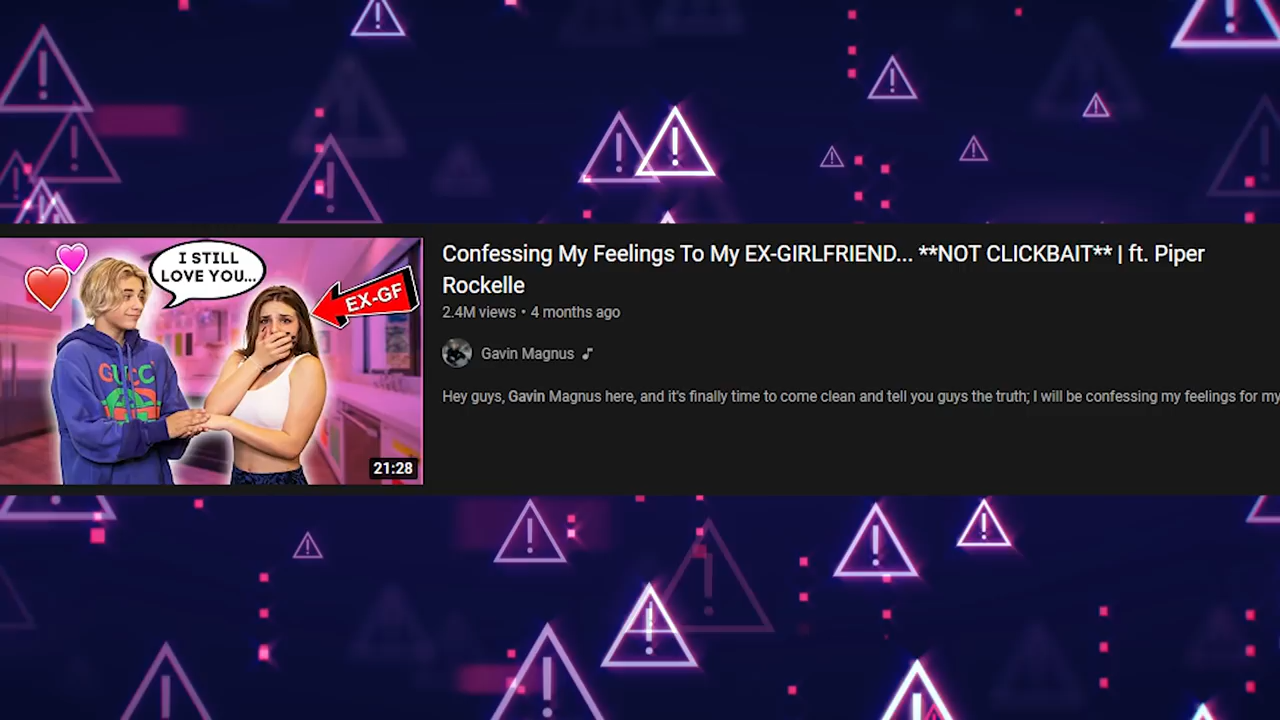 I STILL
LOVE YOU...
EX-GF
GUCC
21:28
Confessing My Feelings To My EX-GIRLFRIEND... **NOT CLICKBAIT** | ft. Piper
Rockelle
2.4M views • 4 months ago
Gavin Magnus
Hey guys, Gavin Magnus here, and it's finally time to come clean and tell you guys the truth; I will be confessing my feelings for my